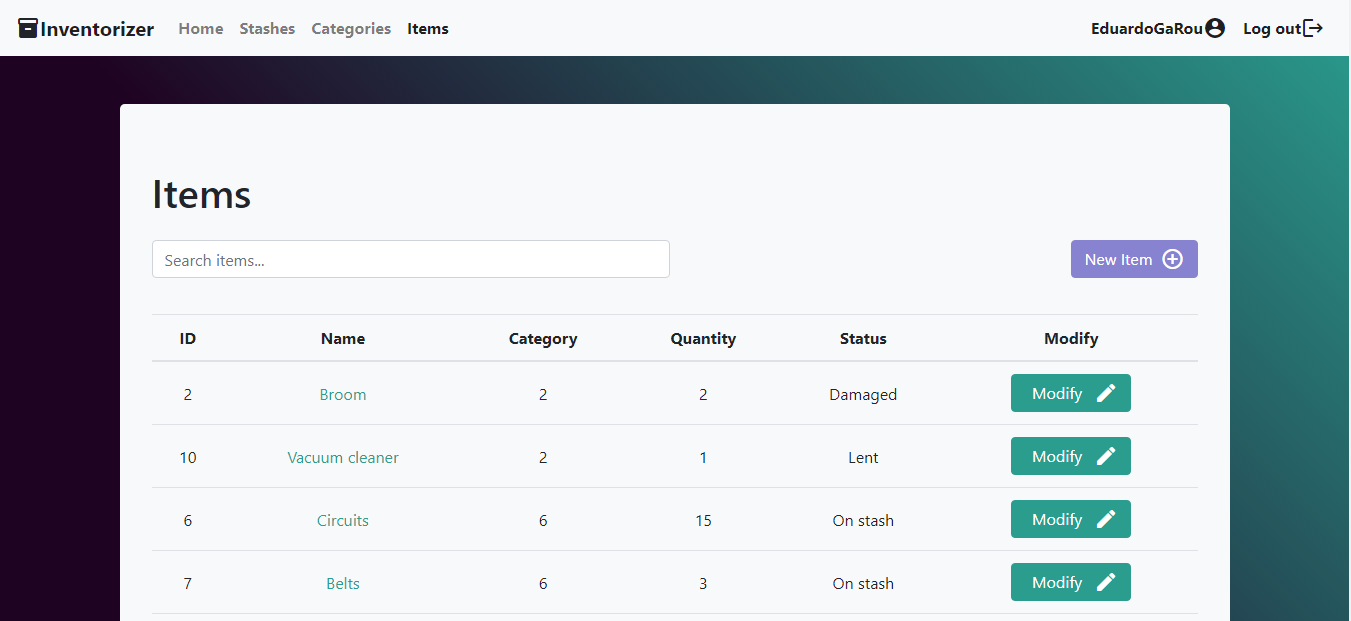 Inventorizer Home Stashes Categories Items EduardoGaRou Log out
Items
Search items... New Item
ID Name Category Quantity Status Modify
2 Broom 2 2 Damaged Modify
10 Vacuum cleaner 2 1 Lent Modify
6 Circuits 6 15 On stash Modify
7 Belts 6 3 On stash Modify